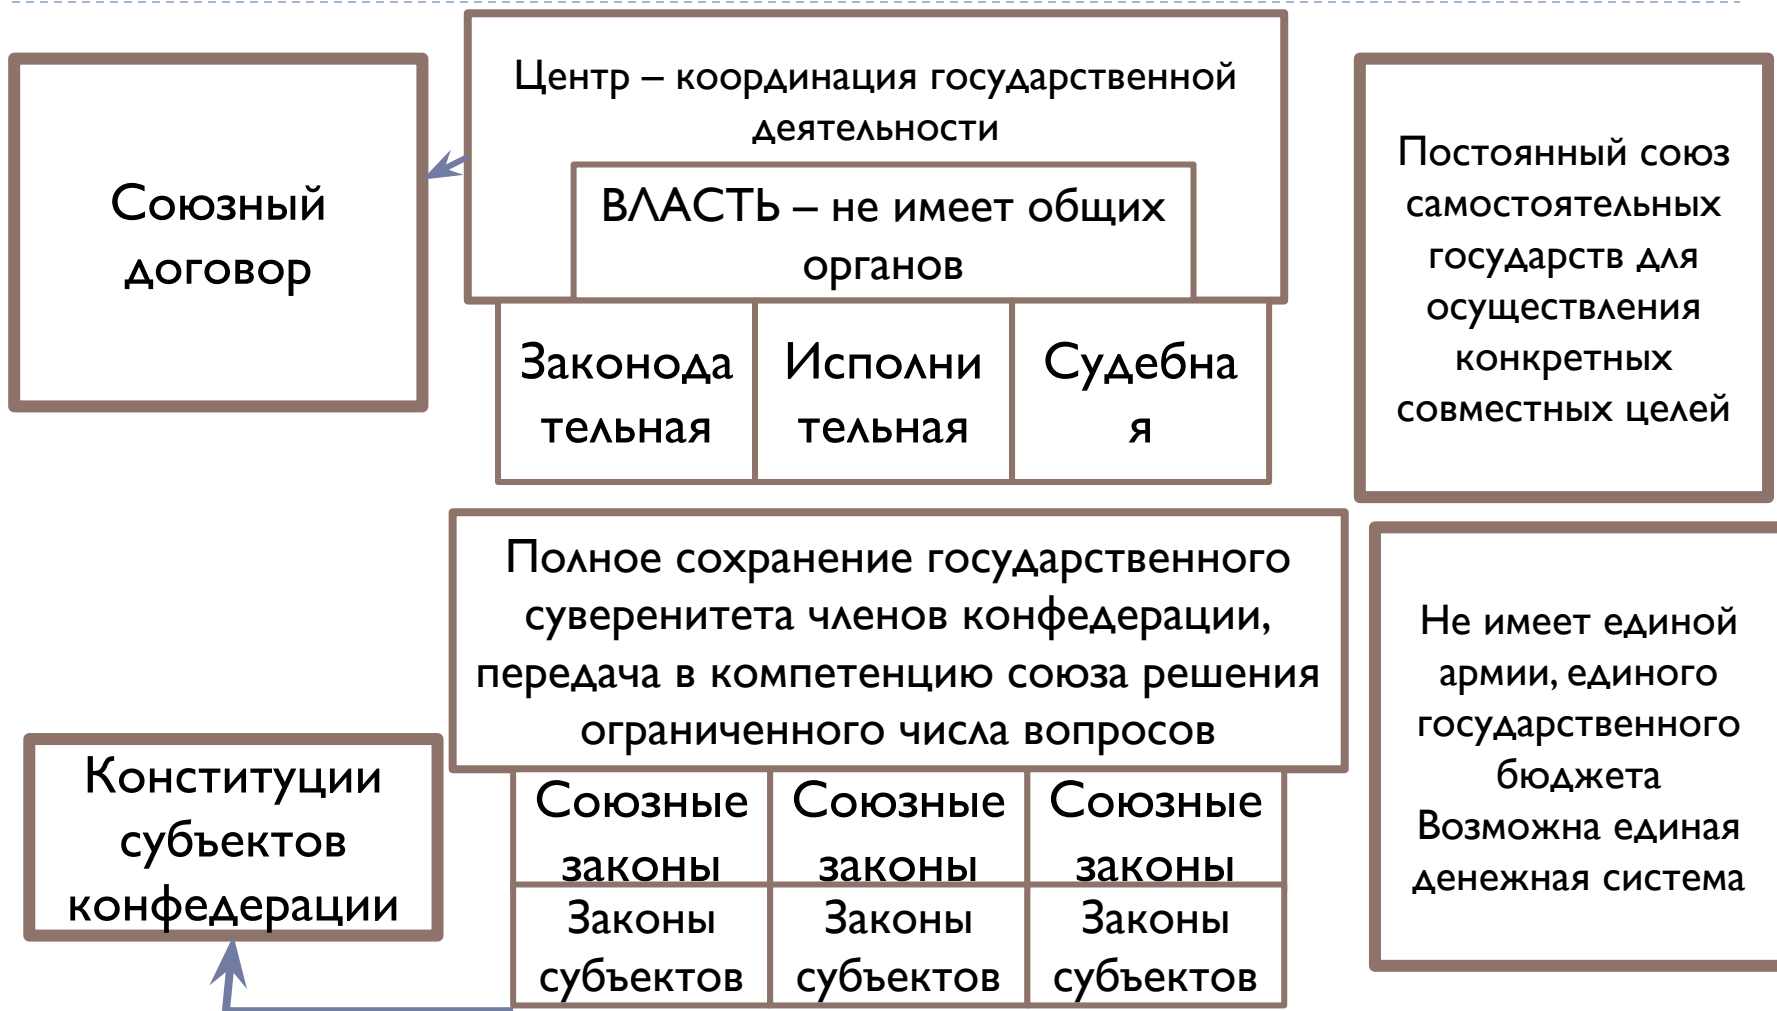 Союзный
договор
Центр – координация государственной
деятельности
ВЛАСТЬ – не имеет общих
органов
Законода
тельная
Исполни
тельная
Судебна
я
Постоянный союз
самостоятельных
государств для
осуществления
конкретных
совместных целей
Полное сохранение государственного
суверенитета членов конфедерации,
передача в компетенцию союза решения
ограниченного числа вопросов
Не имеет единой
армии, единого
государственного
бюджета
Возможна единая
денежная система
Конституции
субъектов
конфедерации
Союзные
законы
Союзные
законы
Союзные
законы
Законы
субъектов
Законы
субъектов
Законы
субъектов